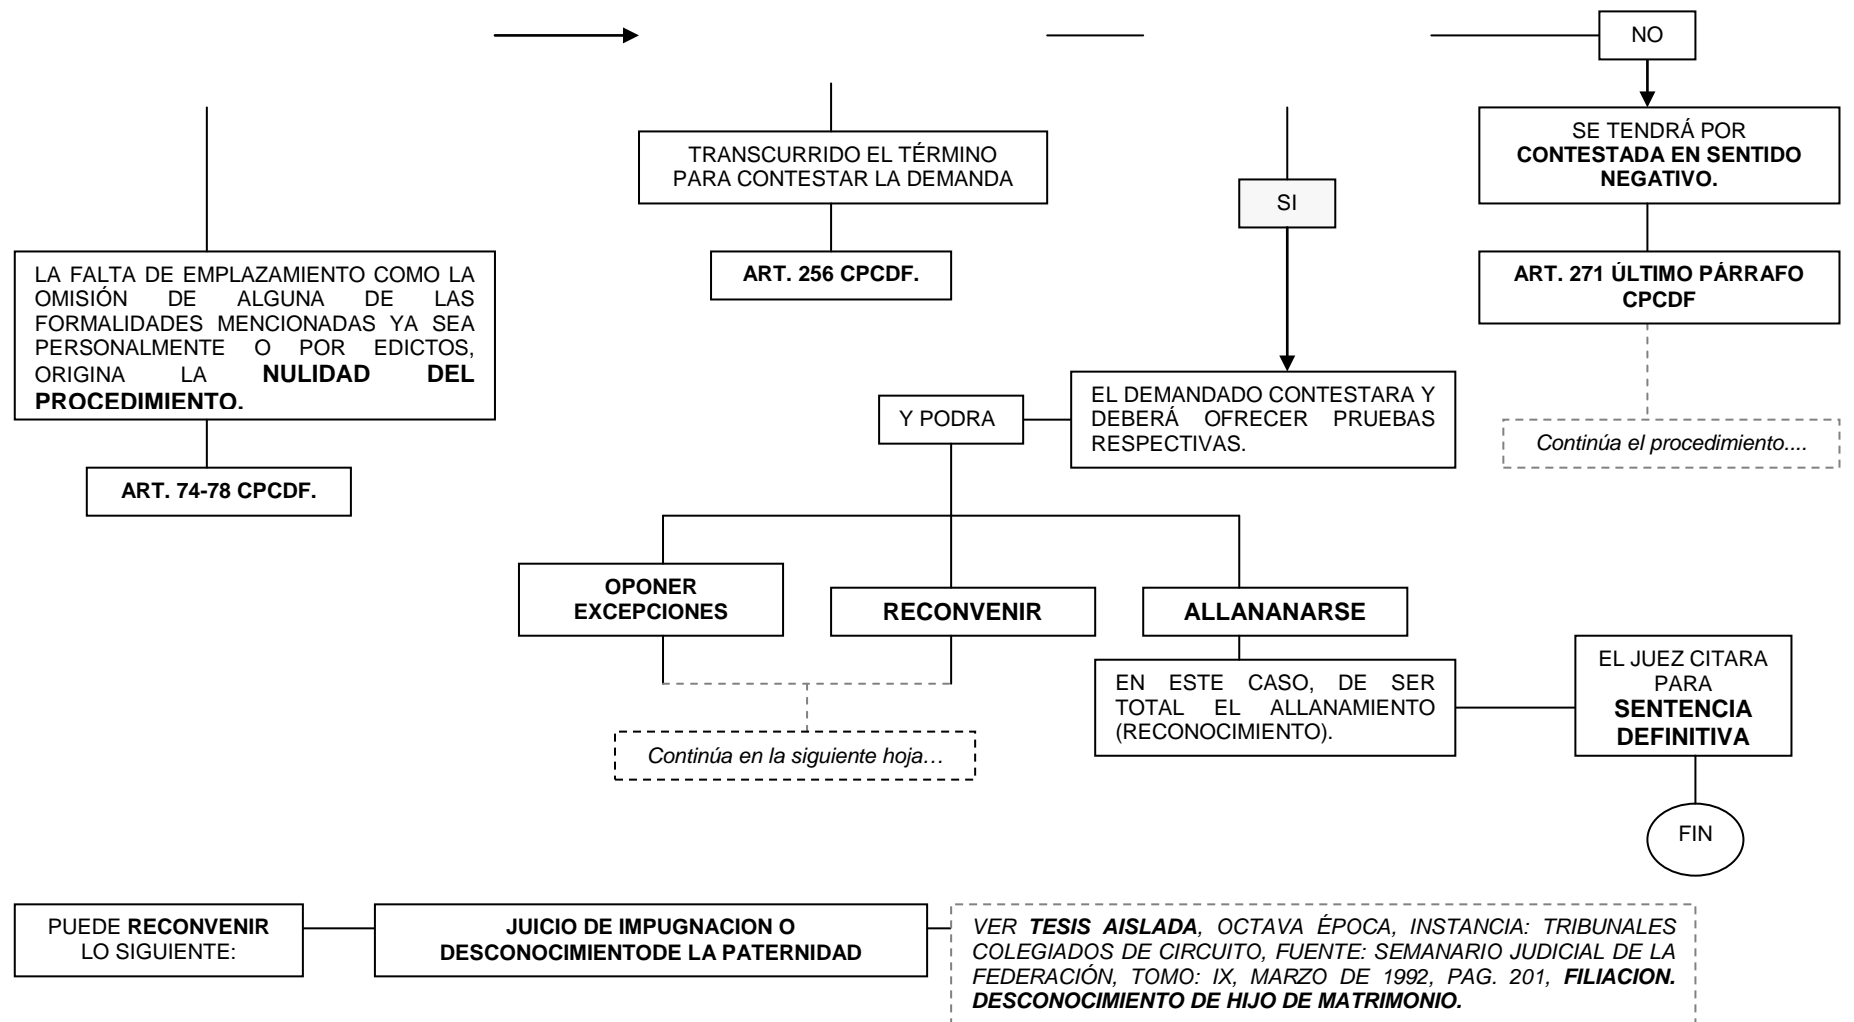 NO
SE TENDRÁ POR
CONTESTADA EN SENTIDO
NEGATIVO.
TRANSCURRIDO EL TÉRMINO
PARA CONTESTAR LA DEMANDA
SI
LA FALTA DE EMPLAZAMIENTO COMO LA
OMISIÓN DE ALGUNA DE LAS
FORMALIDADES MENCIONADAS YA SEA
PERSONALMENTE O POR EDICTOS,
ORIGINA LA NULIDAD DEL
PROCEDIMIENTO.
ART. 256 CPCDF.
ART. 271 ÚLTIMO PÁRRAFO
CPCDF
Y PODRA
EL DEMANDADO CONTESTARA Y
DEBERÁ OFRECER PRUEBAS
RESPECTIVAS.
Continúa el procedimiento....
ART. 74-78 CPCDF.
OPONER
EXCEPCIONES
RECONVENIR
ALLANANARSE
EN ESTE CASO, DE SER
TOTAL EL ALLANAMIENTO
(RECONOCIMIENTO).
EL JUEZ CITARA
PARA
SENTENCIA
DEFINITIVA
Continúa en la siguiente hoja…
FIN
PUEDE RECONVENIR
LO SIGUIENTE:
JUICIO DE IMPUGNACION O
DESCONOCIMIENTODE LA PATERNIDAD
VER TESIS AISLADA, OCTAVA ÉPOCA, INSTANCIA: TRIBUNALES
COLEGIADOS DE CIRCUITO, FUENTE: SEMANARIO JUDICIAL DE LA
FEDERACIÓN, TOMO: IX, MARZO DE 1992, PAG. 201, FILIACION.
DESCONOCIMIENTO DE HIJO DE MATRIMONIO.